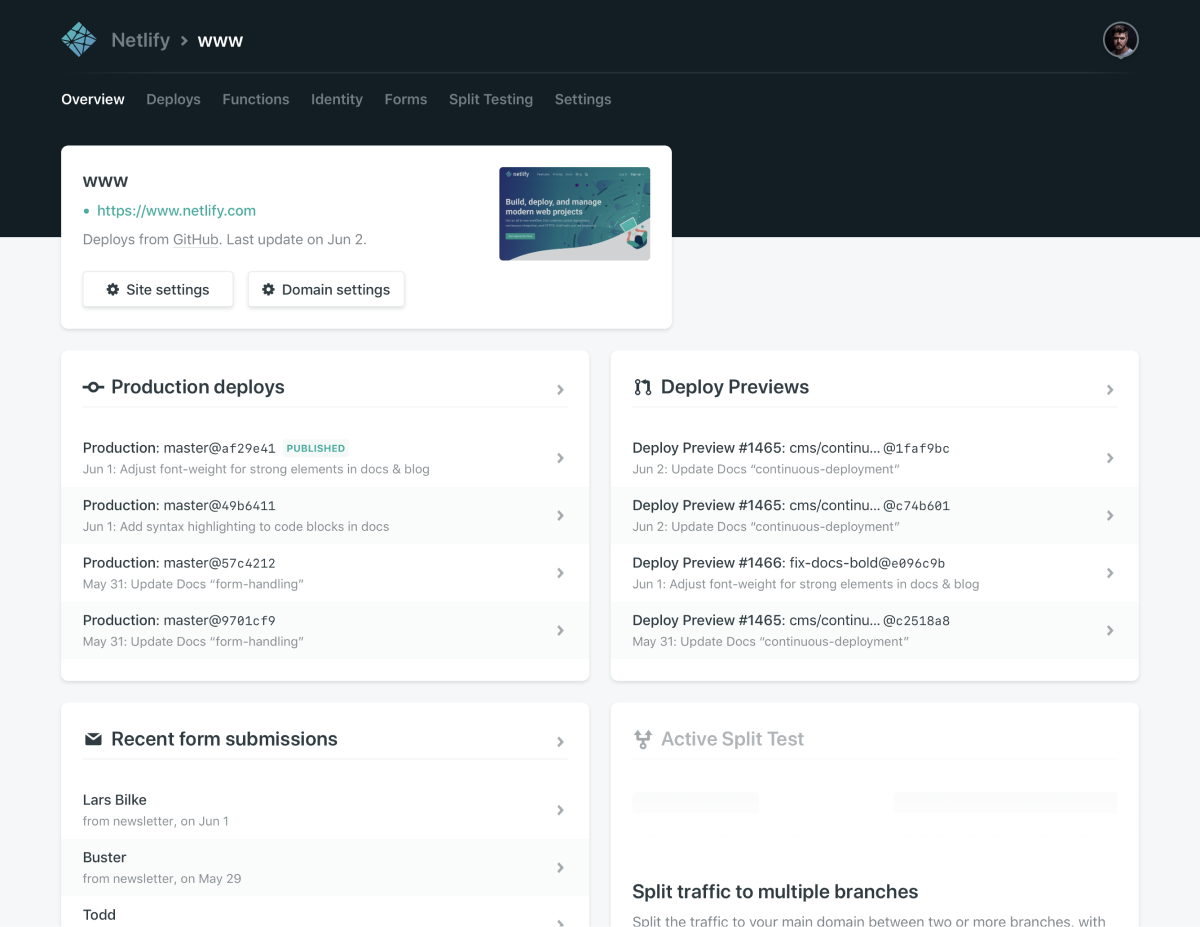 Netlify > www
Overview Deploys Functions Identity Forms Split Testing Settings
www
• https://www.netlify.com
Deploys from GitHub. Last update on Jun 2.
Site settings Domain settings
netlify
Build, deploy, and manage
modern web projects
Production deploys
Production: master@af29e41 PUBLISHED
Jun 1: Adjust font-weight for strong elements in docs & blog
Production: master@49b6411
Jun 1: Add syntax highlighting to code blocks in docs
Production: master@57c4212
May 31: Update Docs “form-handling”
Production: master@9701cf9
May 31: Update Docs “form-handling”
Deploy Previews
Deploy Preview #1465: cms/continu... @1faf9bc
Jun 2: Update Docs “continuous-deployment”
Deploy Preview #1465: cms/continu... @c74b601
Jun 2: Update Docs “continuous-deployment”
Deploy Preview #1466: fix-docs-bold@e096c9b
Jun 1: Adjust font-weight for strong elements in docs & blog
Deploy Preview #1465: cms/continu... @c2518a8
May 31: Update Docs “continuous-deployment”
Recent form submissions
Lars Bilke
from newsletter, on Jun 1
Buster
from newsletter, on May 29
Todd
Active Split Test
Split traffic to multiple branches
Split the traffic to your main domain between two or more branches, with